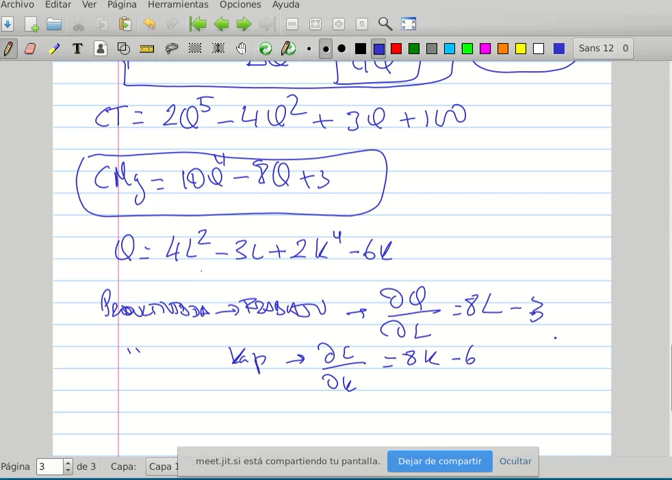 Archivo Editar Ver Página Herramientas Opciones Ayuda
Sans 12 0
CT = 2Q⁵ - 4Q² + 3Q + 100
CMg = 10Q⁴ - 8Q + 3
Q = 4L² - 3L + 2K⁴ - 6K
→ TRABAJO → ∂Q/∂L = 8L - 3
" Kap → ∂L/∂K = 8K - 6
Página 3 de 3 Capa: Capa 1
meet.jit.si está compartiendo tu pantalla. Dejar de compartir Ocultar